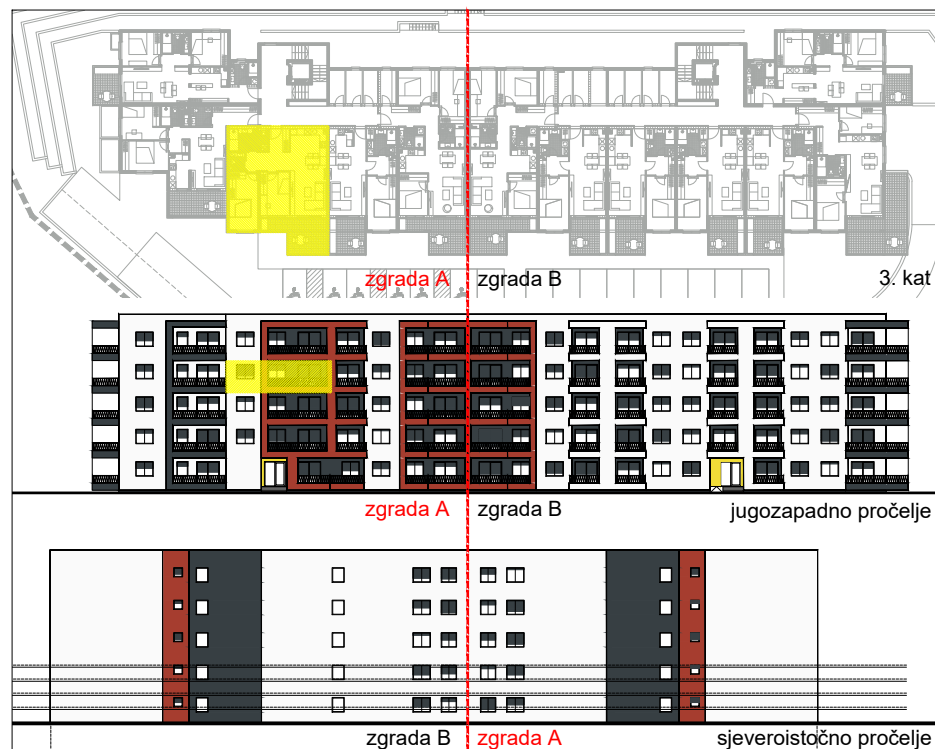 zgrada A zgrada B 3. kat
zgrada A zgrada B jugozapadno pročelje
zgrada B zgrada A sjeveroistočno pročelje